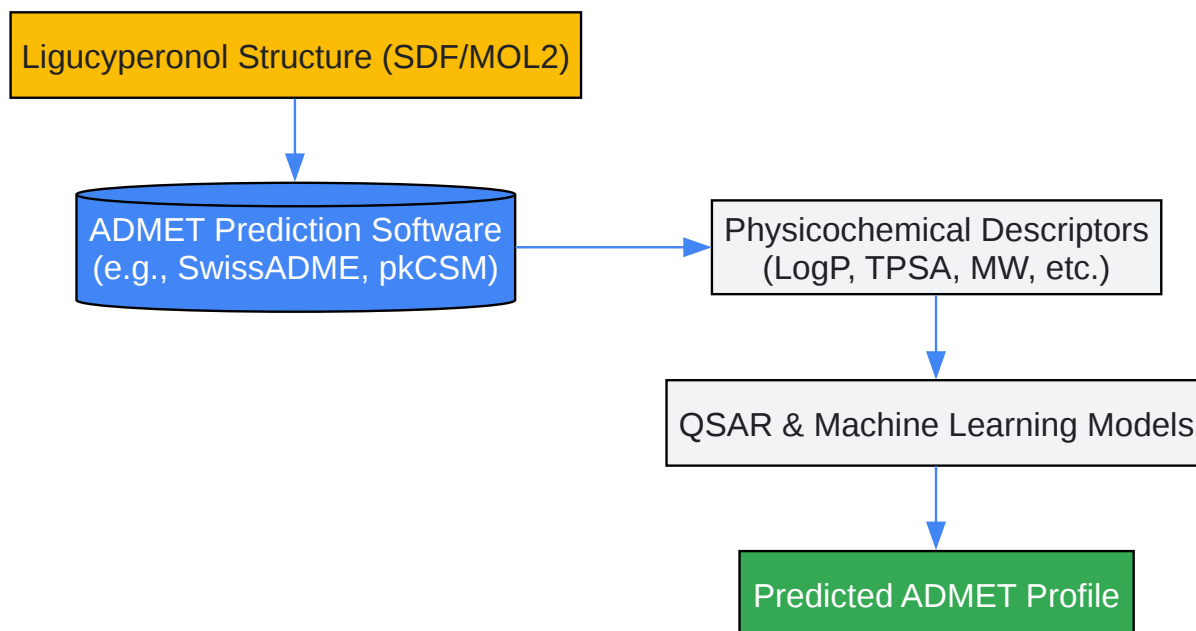 Ligucyperonol Structure (SDF/MOL2)
ADMET Prediction Software
(e.g., SwissADME, pkCSM)
Physicochemical Descriptors
(LogP, TPSA, MW, etc.)
QSAR & Machine Learning Models
Predicted ADMET Profile